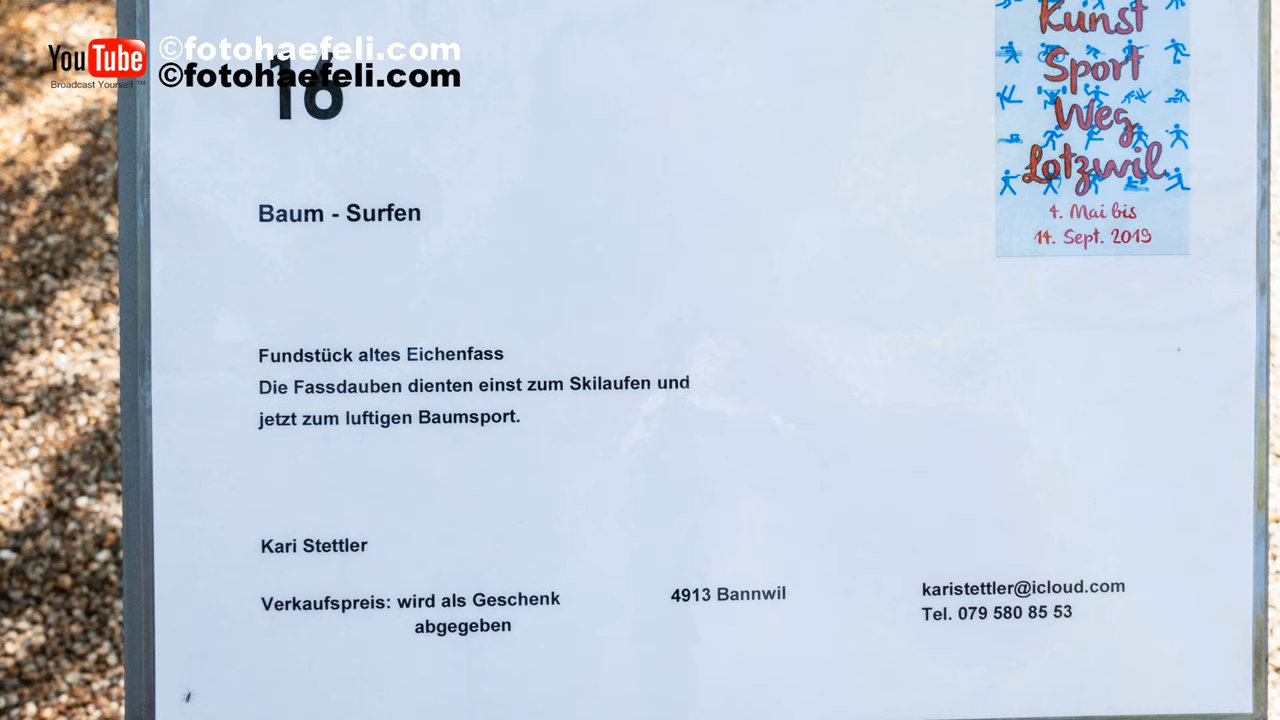 YouTube
Broadcast Yourself™
©fotohaefeli.com
©fotohaefeli.com
16
Kunst
Sport
Weg
Lotzwil
4. Mai bis
14. Sept. 2019
Baum - Surfen
Fundstück altes Eichenfass
Die Fassdauben dienten einst zum Skilaufen und
jetzt zum luftigen Baumsport.
Kari Stettler
Verkaufspreis: wird als Geschenk
abgegeben
4913 Bannwil
karistettler@icloud.com
Tel. 079 580 85 53